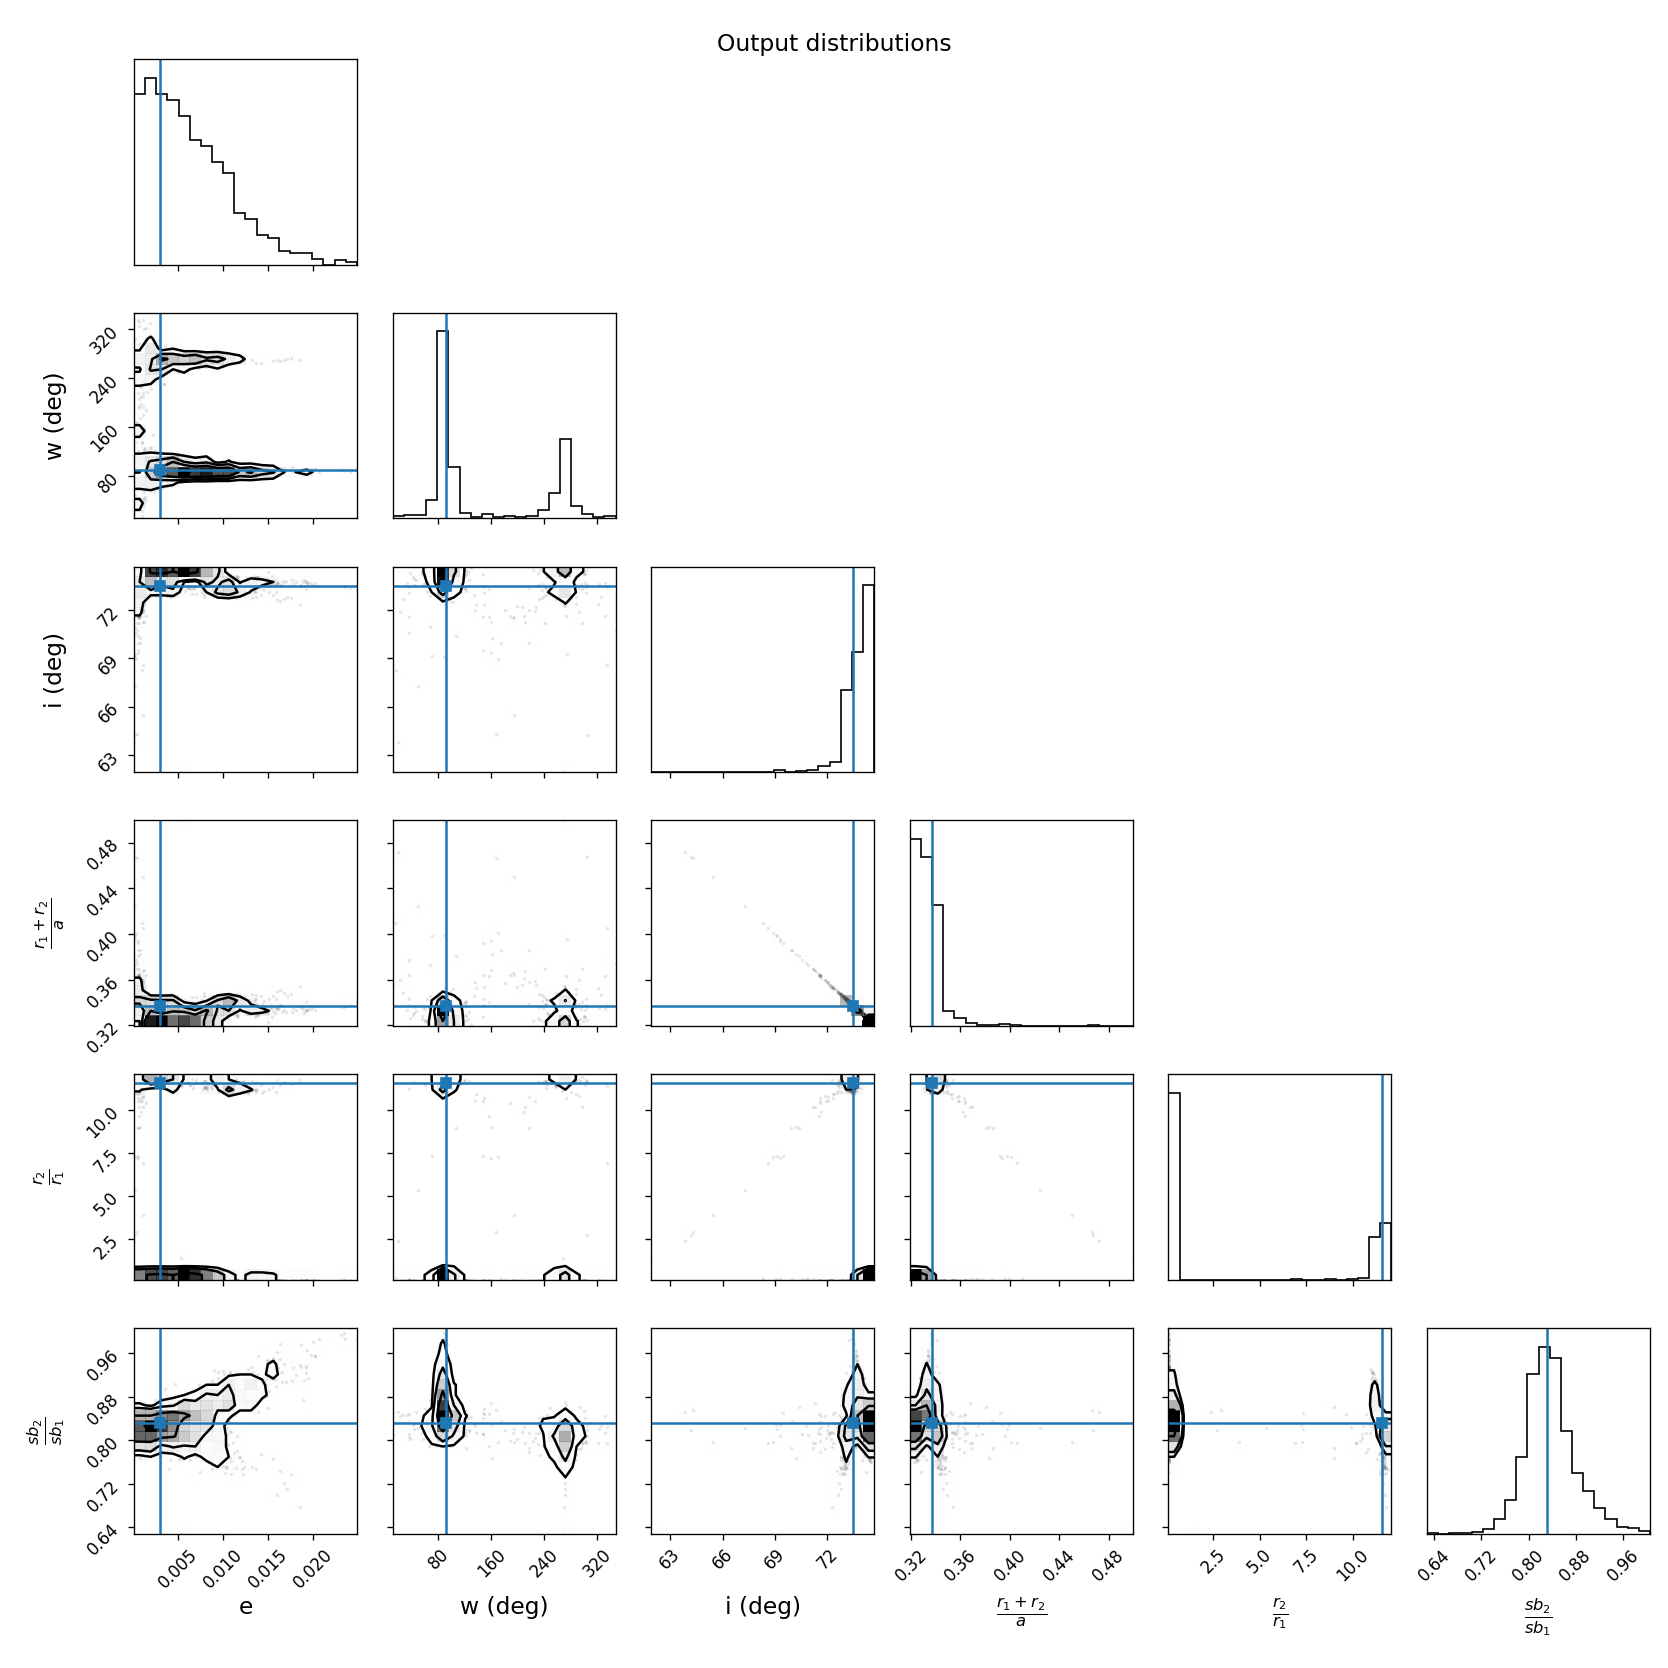 Output distributions
w (deg)
320
240
160
80
i (deg)
72
69
66
63
r₁ + r₂
a
0.48
0.44
0.40
0.36
0.32
r₂
r₁
10.0
7.5
5.0
2.5
sb₂
sb₁
0.96
0.88
0.80
0.72
0.64
0.005 0.010 0.015 0.020 80 160 240 320 63 66 69 72 0.32 0.36 0.40 0.44 0.48 2.5 5.0 7.5 10.0 0.64 0.72 0.80 0.88 0.96
e w (deg) i (deg) r₁ + r₂ r₂ sb₂
a r₁ sb₁